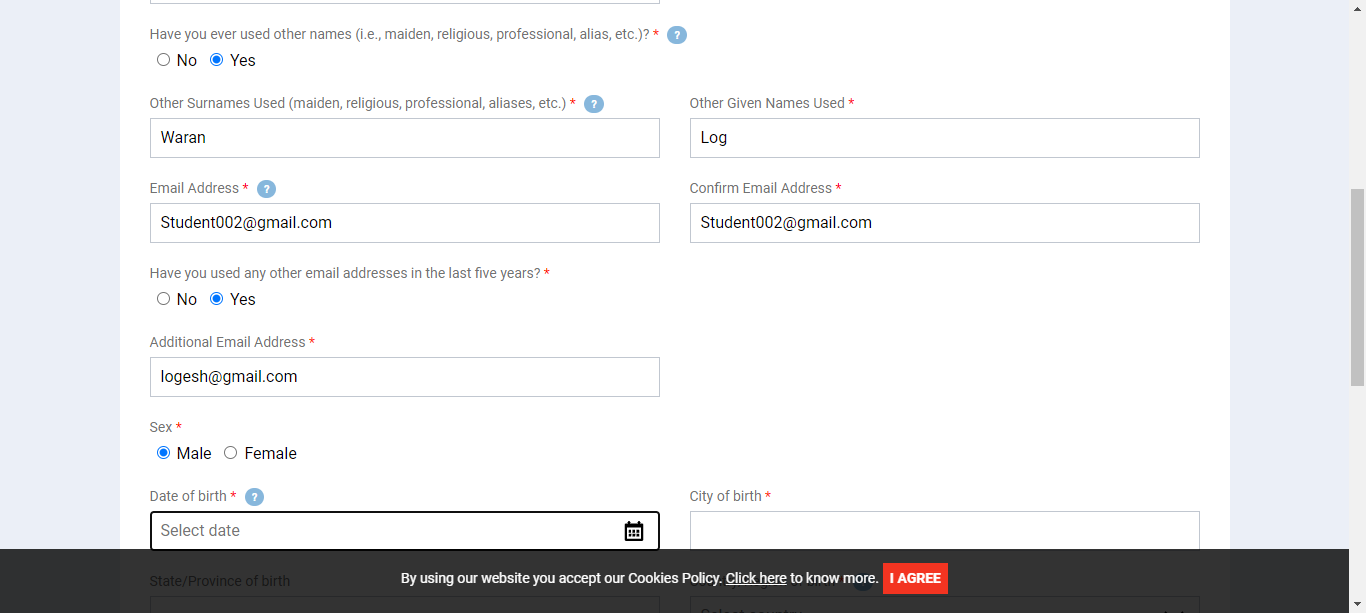 Have you ever used other names (i.e., maiden, religious, professional, alias, etc.)? * ?
No Yes
Other Surnames Used (maiden, religious, professional, aliases, etc.) * ?
Other Given Names Used *
Waran
Log
Email Address * ?
Confirm Email Address *
Student002@gmail.com
Student002@gmail.com
Have you used any other email addresses in the last five years? *
No Yes
Additional Email Address *
logesh@gmail.com
Sex *
Male Female
Date of birth * ?
City of birth *
Select date
State/Province of birth
By using our website you accept our Cookies Policy. Click here to know more. I AGREE
Select country